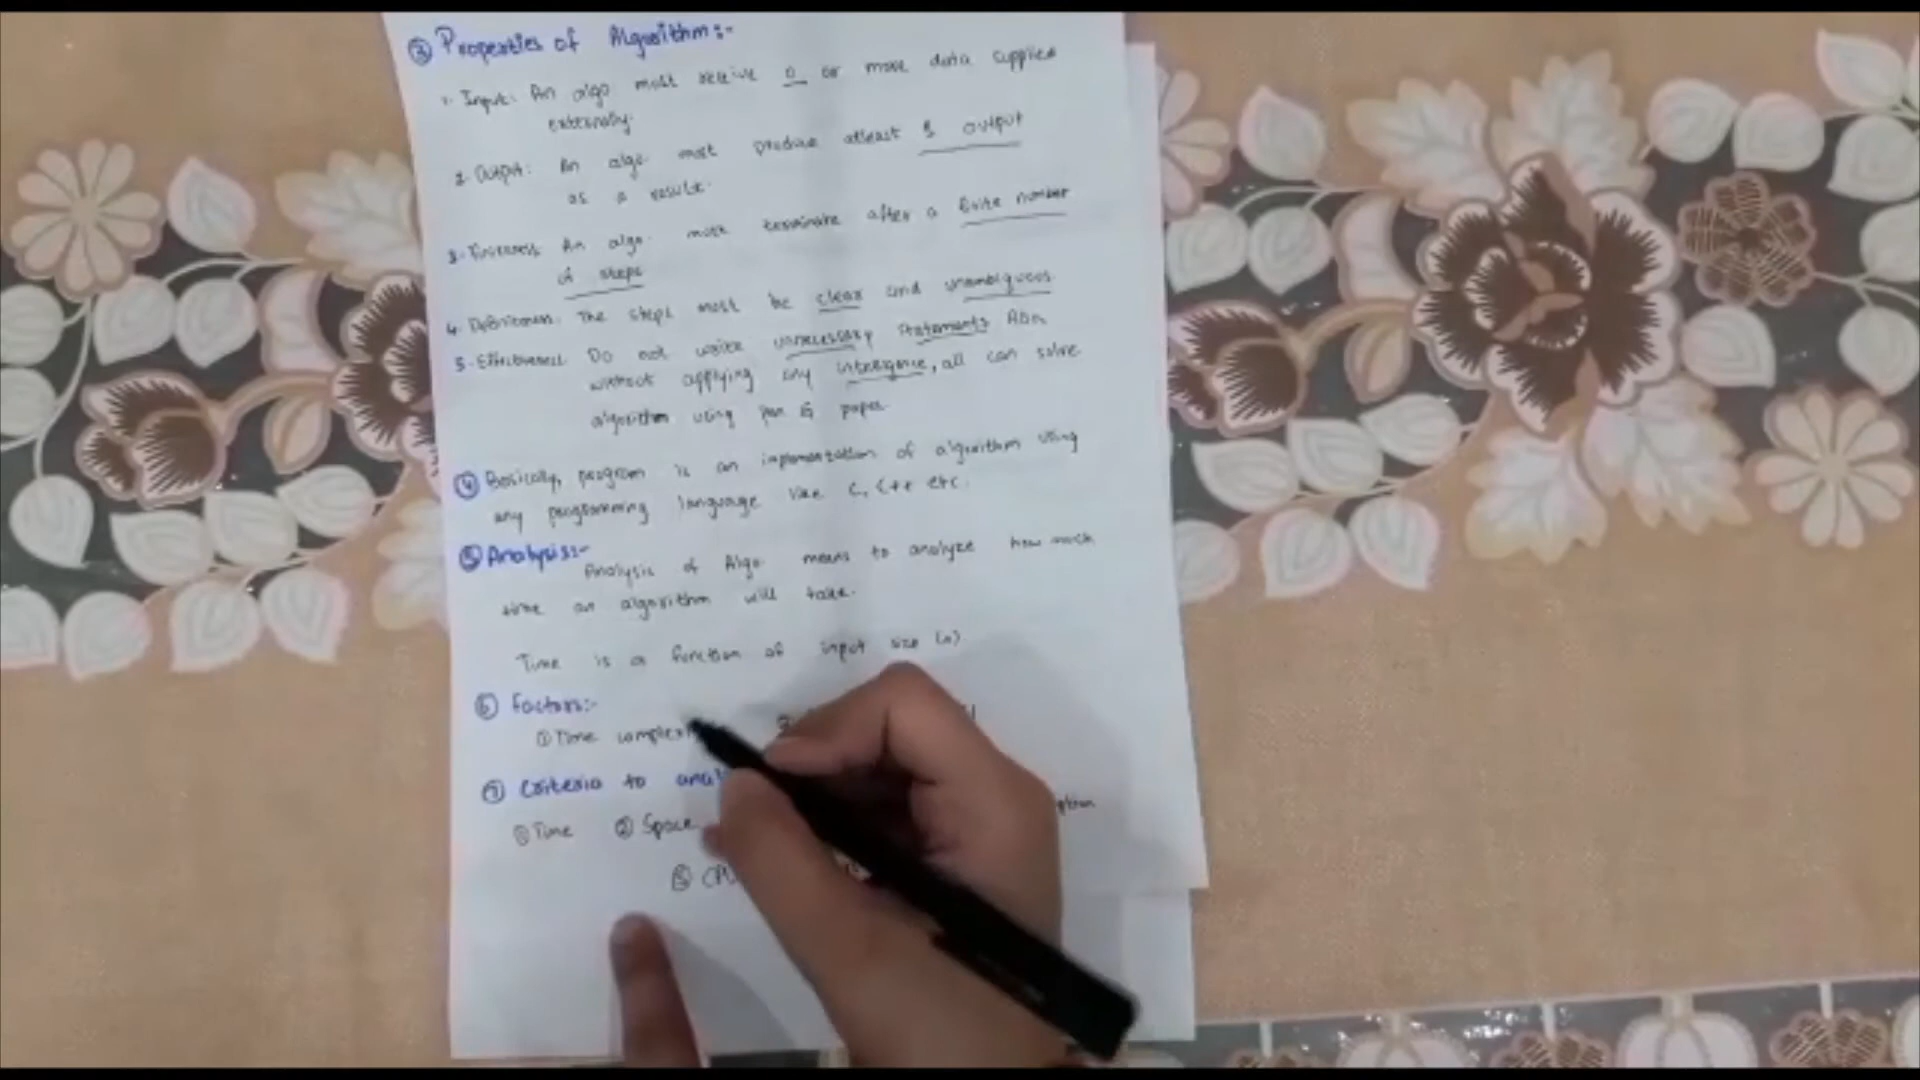 ③ Properties of Algorithm:-
1. Input: An algo must receive 0 or more data supplied
externally.
2. Output: An algo. must produce atleast 1 output
as a result.
3. Finiteness: An algo. must terminate after a finite number
of steps
4. Definiteness: The steps must be clear and unambiguous
5. Effectiveness: Do not write unnecessary statements Also
without applying any intelligence, all can solve
algorithm using pen & paper.
④ Basically, program is an implementation of algorithm using
any programming language like C, C++ etc.
⑤ Analysis:-
Analysis of Algo. means to analyze how much
time an algorithm will take.
Time is a function of input size (n)
⑥ Factors:-
① Time
⑦ Criteria to
① Time ② Space
⑤